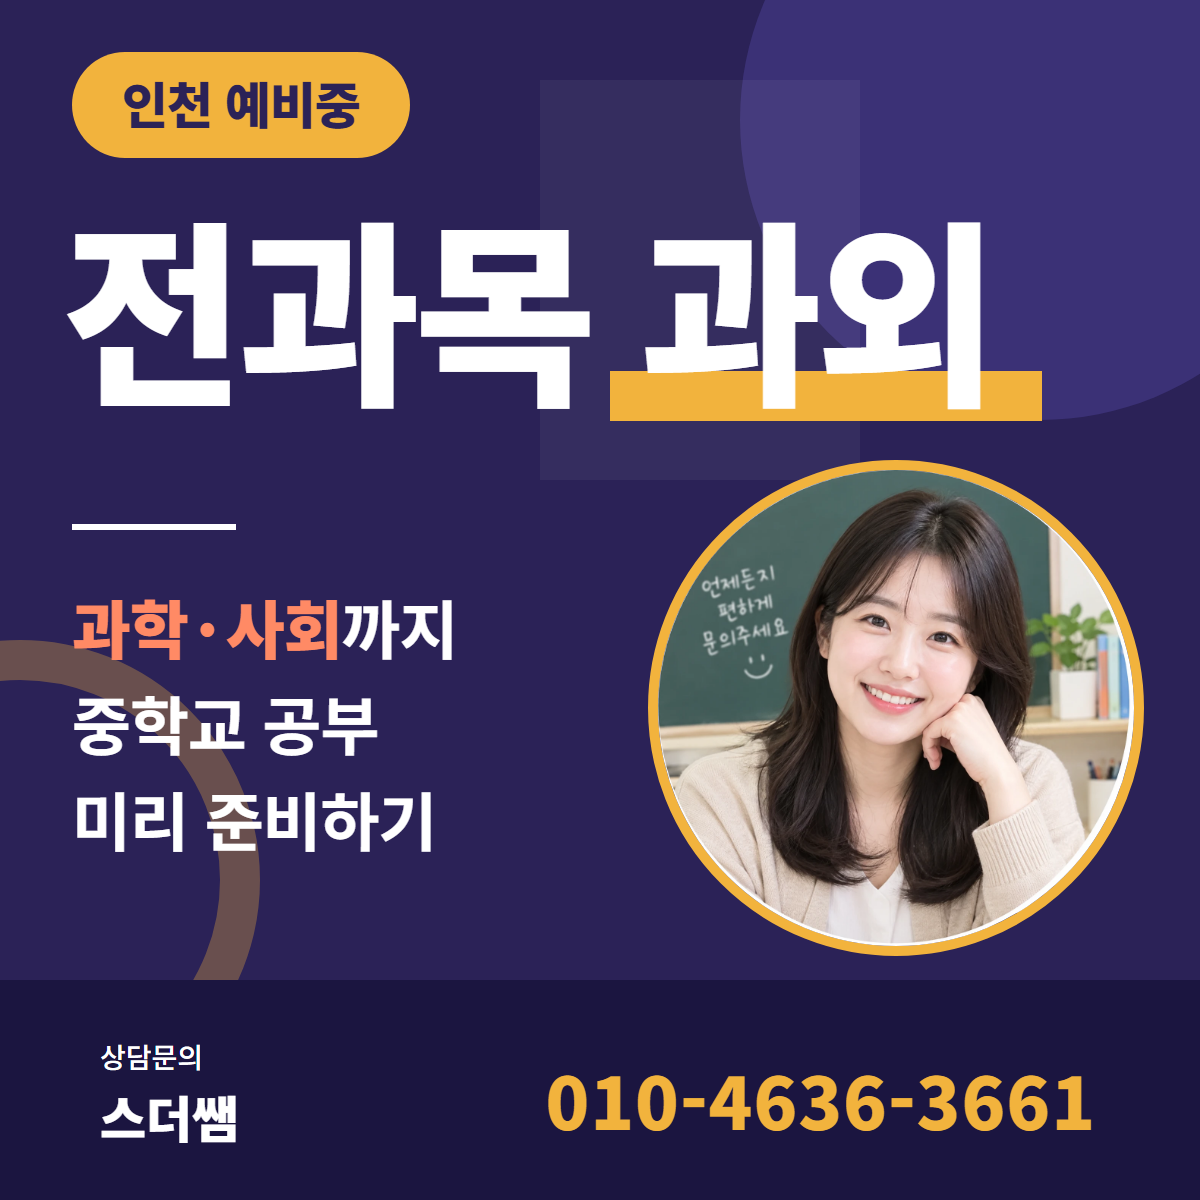 인천 예비중
전과목 과외
과학·사회까지
중학교 공부
미리 준비하기
언제든지
편하게
문의주세요
상담문의
스더쌤
010-4636-3661